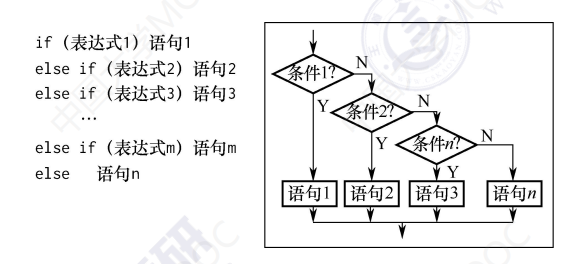 if (表达式1) 语句1
else if (表达式2) 语句2
else if (表达式3) 语句3
…
else if (表达式m) 语句m
else 语句n
条件1?
N
Y
条件2?
N
Y
条件n?
N
Y
语句1
语句2
语句3
语句n